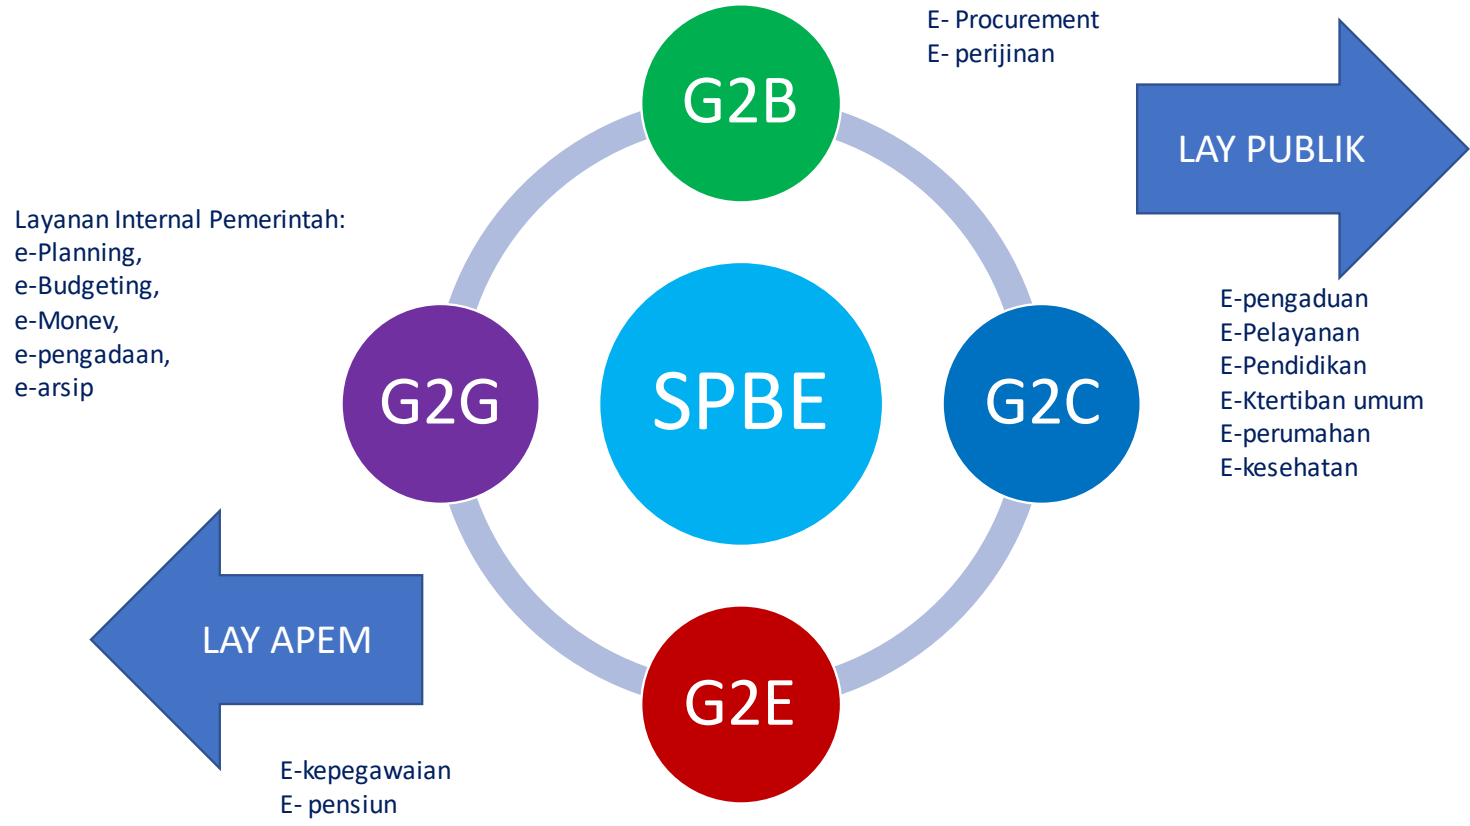 E- Procurement
E- perijinan
G2B
LAY PUBLIK
Layanan Internal Pemerintah:
e-Planning,
e-Budgeting,
e-Monev,
e-pengadaan,
e-arsip
G2G
SPBE
G2C
E-pengaduan
E-Pelayanan
E-Pendidikan
E-Ktertiban umum
E-perumahan
E-kesehatan
LAY APEM
G2E
E-kepegawaian
E- pensiun